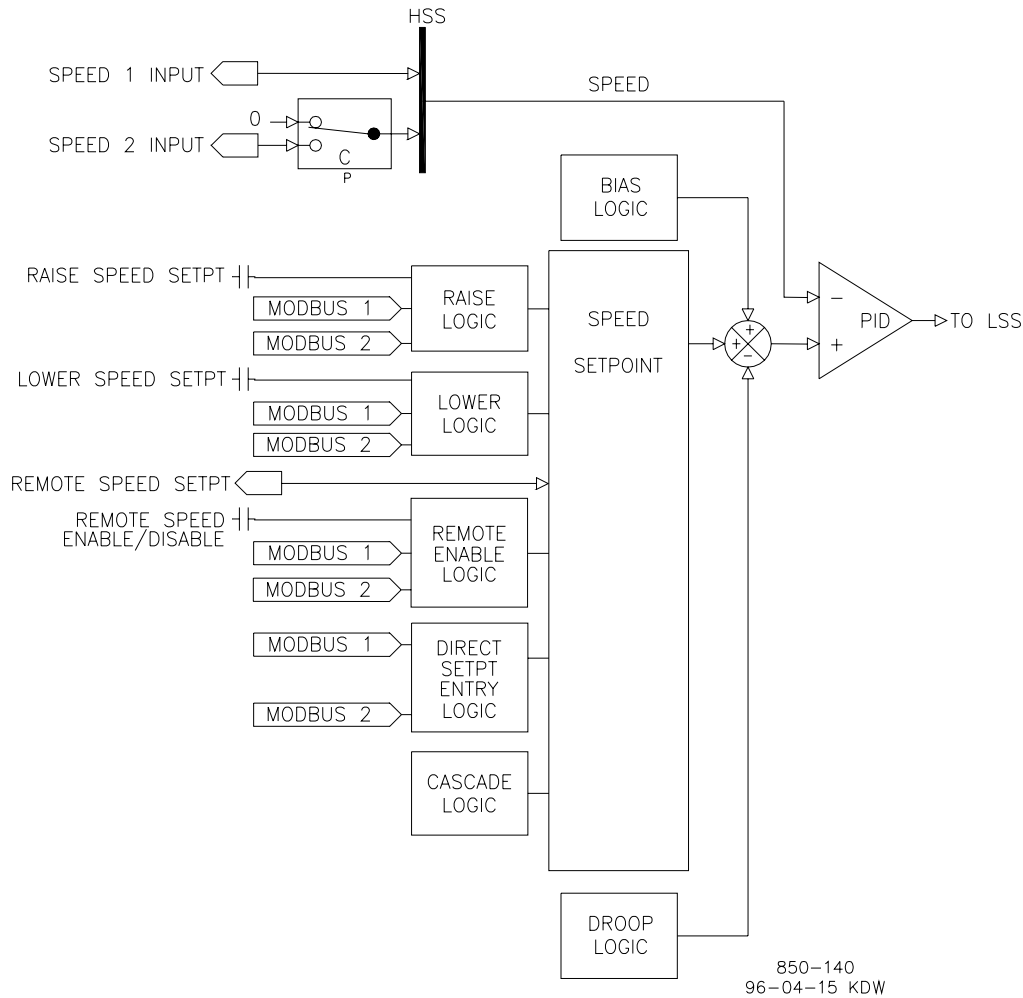 HSS
SPEED 1 INPUT
SPEED
0
SPEED 2 INPUT
C
P
BIAS
LOGIC
RAISE SPEED SETPT
MODBUS 1
MODBUS 2
RAISE
LOGIC
SPEED
SETPOINT
+
+
−
−
+
PID
TO LSS
LOWER SPEED SETPT
MODBUS 1
MODBUS 2
LOWER
LOGIC
REMOTE SPEED SETPT
REMOTE SPEED
ENABLE/DISABLE
MODBUS 1
MODBUS 2
REMOTE
ENABLE
LOGIC
MODBUS 1
MODBUS 2
DIRECT
SETPT
ENTRY
LOGIC
CASCADE
LOGIC
DROOP
LOGIC
850−140
96−04−15 KDW